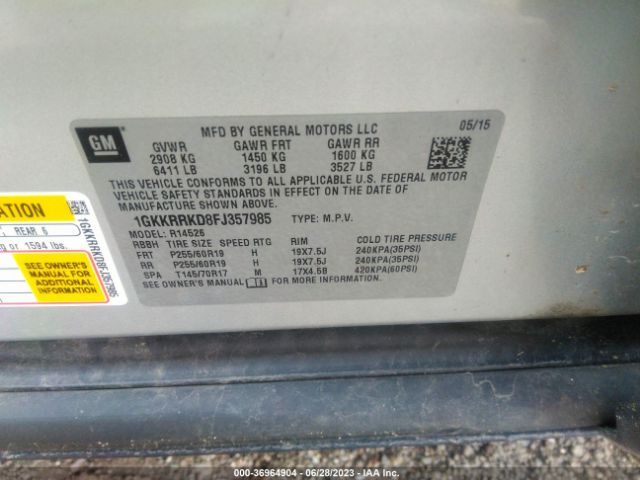 GM
MFD BY GENERAL MOTORS LLC
05/15
GVWR GAWR FRT GAWR RR
2908 KG 1450 KG 1600 KG
6411 LB 3196 LB 3527 LB
THIS VEHICLE CONFORMS TO ALL APPLICABLE U.S. FEDERAL MOTOR
VEHICLE SAFETY STANDARDS IN EFFECT ON THE DATE OF
MANUFACTURE SHOWN ABOVE.
1GKKRRKD8FJ357985 TYPE: M.P.V.
MODEL: R14526
RBBH TIRE SIZE SPEED RTG RIM COLD TIRE PRESSURE
FRT P255/60R19 H 19X7.5J 240KPA(35PSI)
RR P255/60R19 H 19X7.5J 240KPA(35PSI)
SPA T145/70R17 M 17X4.5B 420KPA(60PSI)
SEE OWNER'S MANUAL FOR MORE INFORMATION.
ATION
REAR 6
or 1594 lbs.
SEE OWNER'S
MANUAL FOR
ADDITIONAL
INFORMATION
1GKKRRKD8FJ357985
000-36964904 - 06/28/2023 - IAA Inc.